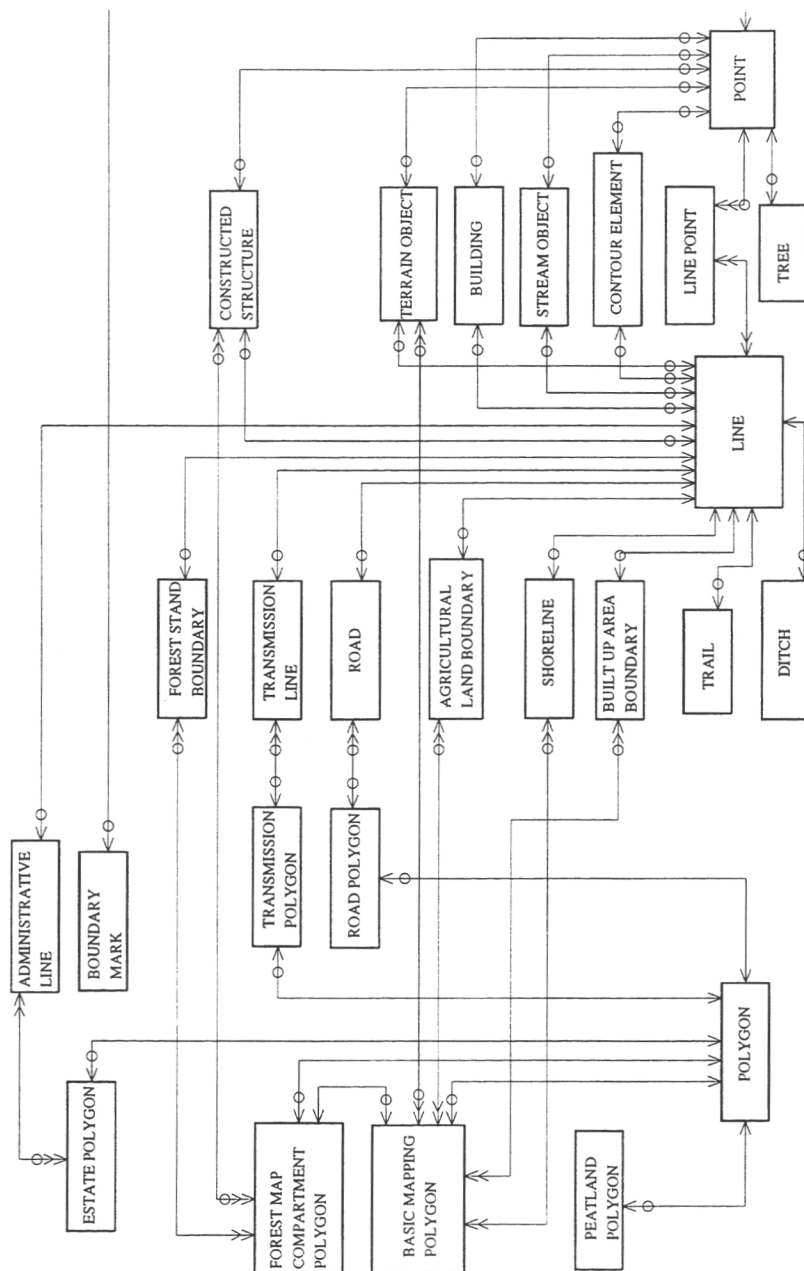 ESTATE POLYGON
ADMINISTRATIVE
LINE
BOUNDARY
MARK
FOREST MAP
COMPARTMENT
POLYGON
BASIC MAPPING
POLYGON
PEATLAND
POLYGON
TRANSMISSION
POLYGON
ROAD POLYGON
POLYGON
FOREST STAND
BOUNDARY
TRANSMISSION
LINE
ROAD
AGRICULTURAL
LAND BOUNDARY
SHORELINE
BUILT UP AREA
BOUNDARY
TRAIL
DITCH
CONSTRUCTED
STRUCTURE
TERRAIN OBJECT
BUILDING
STREAM OBJECT
CONTOUR ELEMENT
LINE POINT
TREE
LINE
POINT